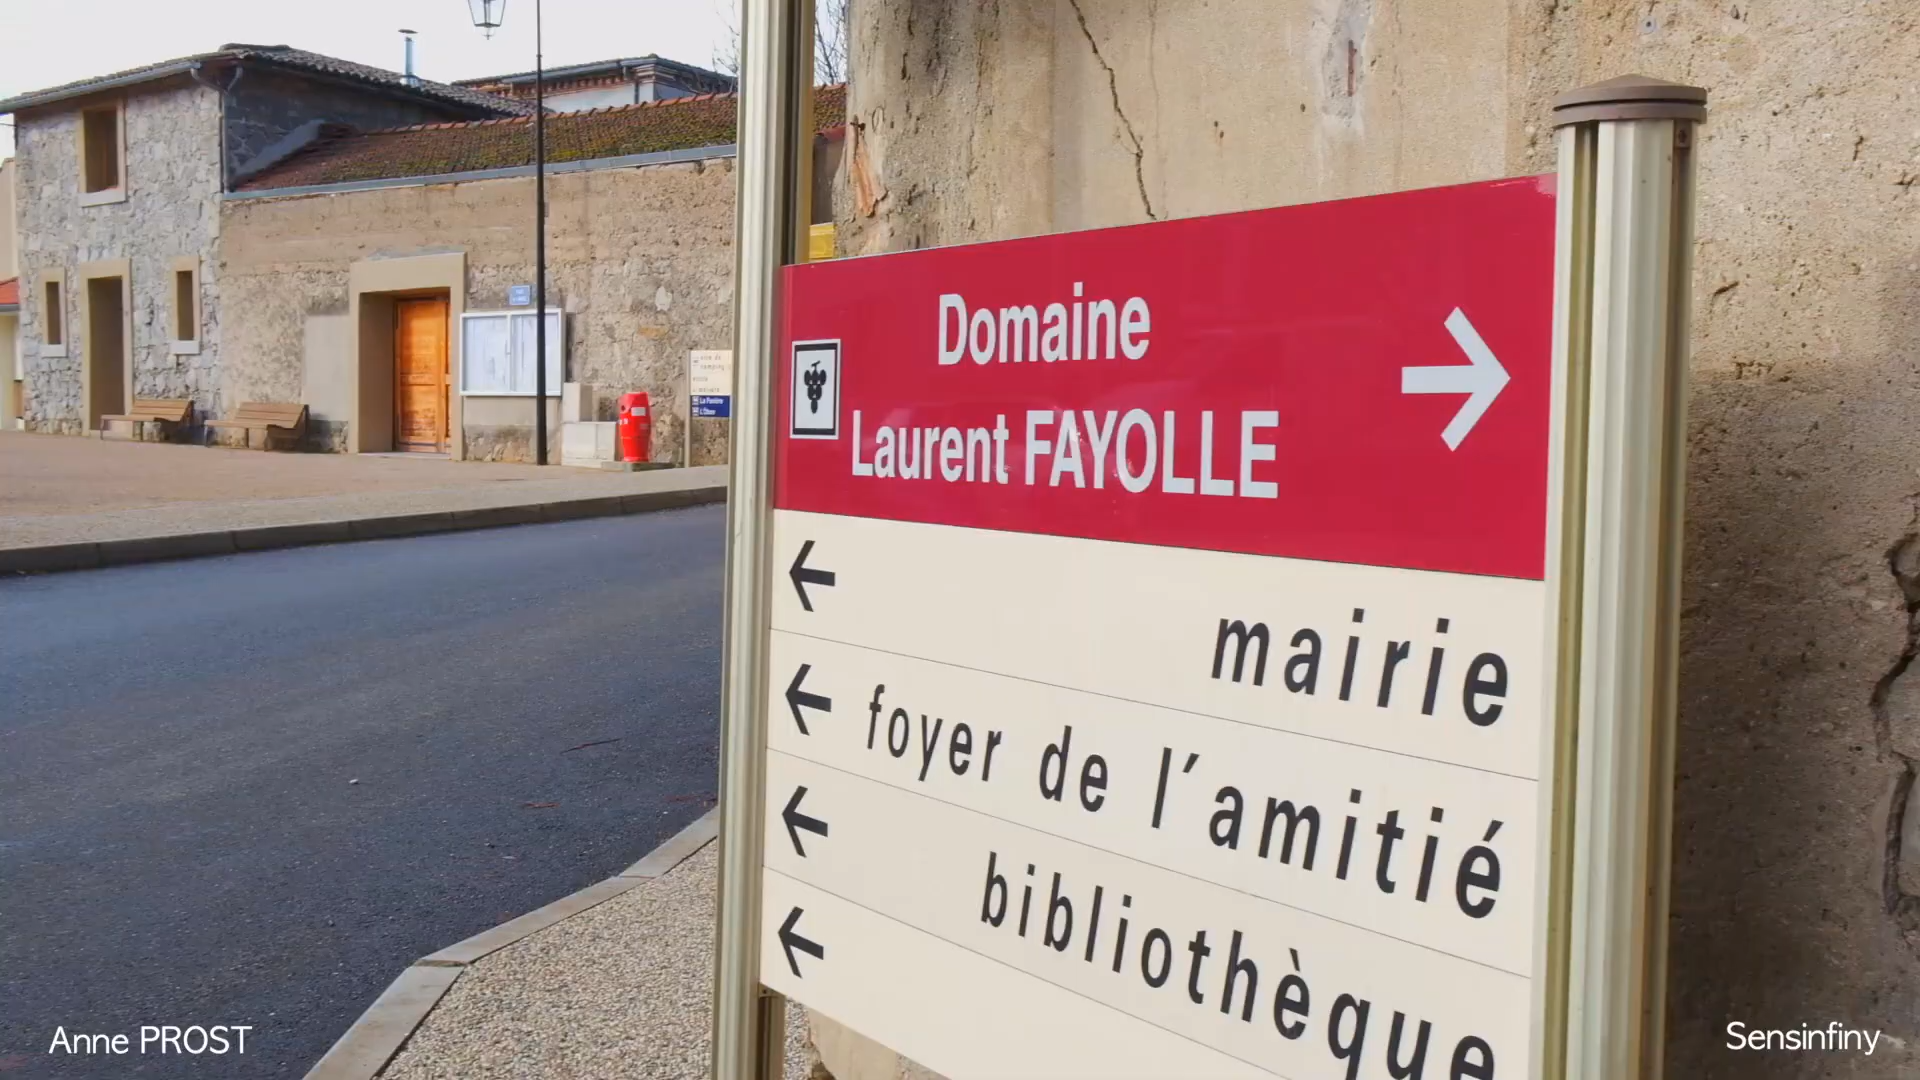 Domaine
Laurent FAYOLLE
mairie
foyer de l'amitié
bibliothèque
Anne PROST
Sensinfiny